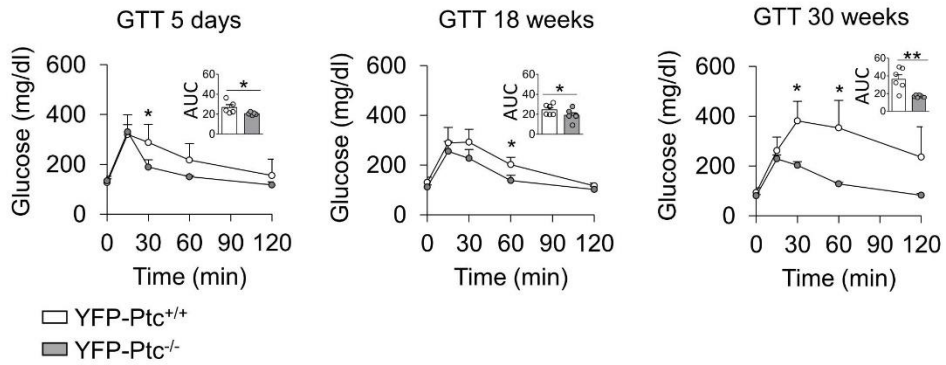 GTT 5 days
Glucose (mg/dl)
600
400
200
0
0 30 60 90 120
Time (min)
AUC
60
40
20
0
*
*
GTT 18 weeks
Glucose (mg/dl)
600
400
200
0
0 30 60 90 120
Time (min)
AUC
60
40
20
0
*
*
GTT 30 weeks
Glucose (mg/dl)
600
400
200
0
0 30 60 90 120
Time (min)
AUC
60
40
20
0
**
* *
YFP-Ptc+/+
YFP-Ptc-/-